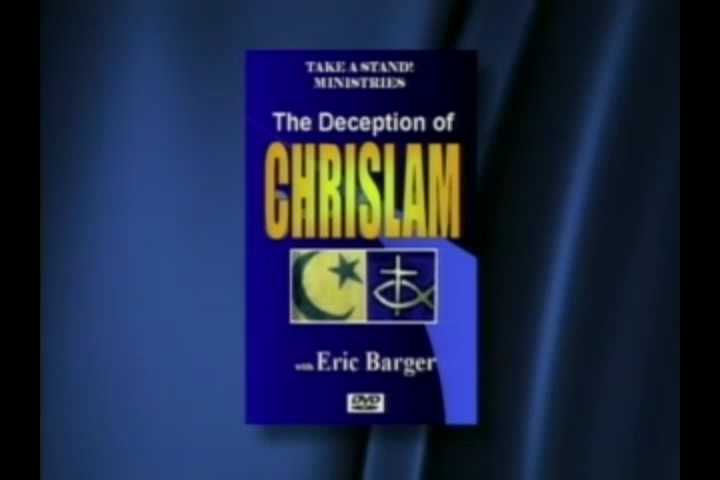 TAKE A STAND!
MINISTRIES
The Deception of
CHRISLAM
with Eric Barger
DVD